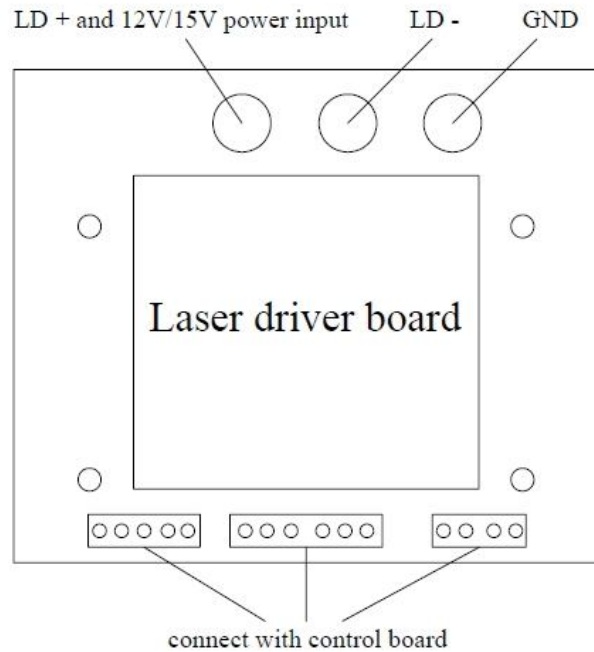 LD + and 12V/15V power input
LD -
GND
Laser driver board
connect with control board